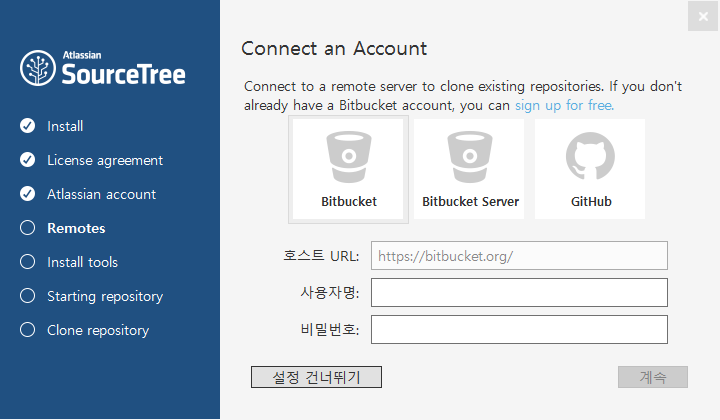 Atlassian
SourceTree
Install
License agreement
Atlassian account
Remotes
Install tools
Starting repository
Clone repository
Connect an Account
Connect to a remote server to clone existing repositories. If you don't
already have a Bitbucket account, you can sign up for free.
Bitbucket
Bitbucket Server
GitHub
호스트 URL: https://bitbucket.org/
사용자명:
비밀번호:
설정 건너뛰기
계속